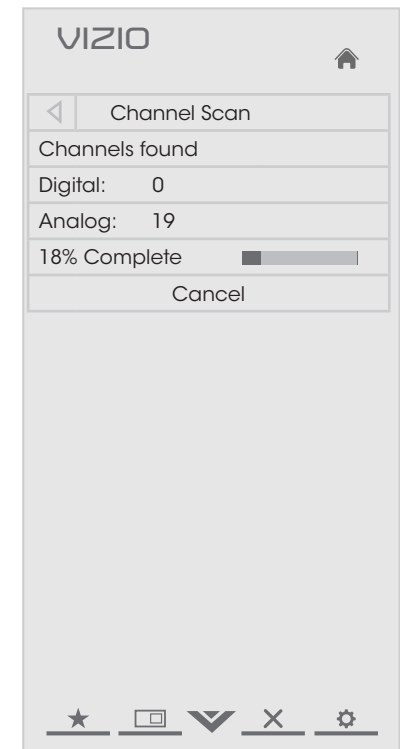 VIZIO
Channel Scan
Channels found
Digital: 0
Analog: 19
18% Complete
Cancel